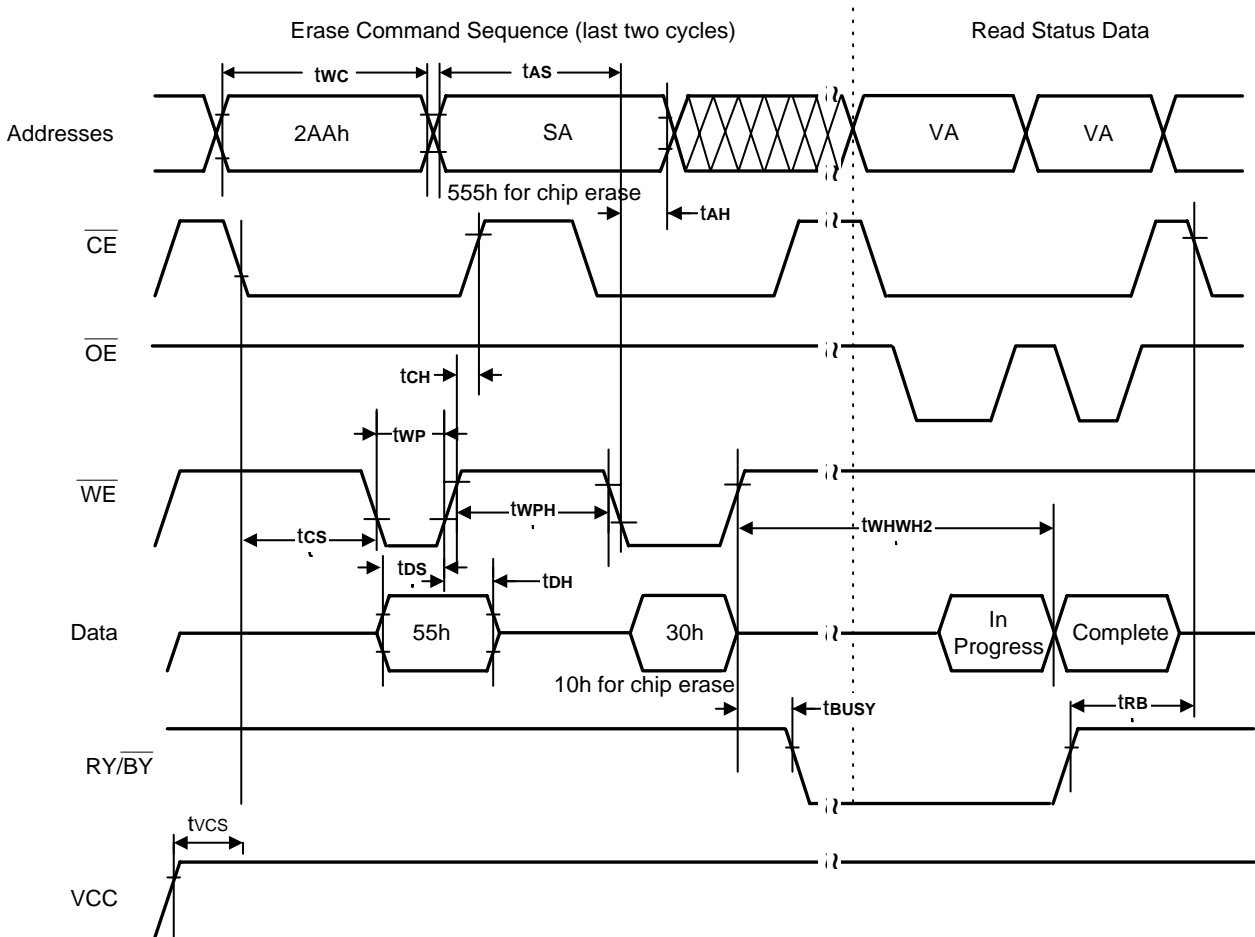 Erase Command Sequence (last two cycles)
Read Status Data
tWC
tAS
Addresses
2AAh
SA
VA
VA
555h for chip erase
tAH
CE
OE
tCH
tWP
WE
tWPH
tWHWH2
tCS
tDS
tDH
Data
55h
30h
In
Progress
Complete
10h for chip erase
tBUSY
tRB
RY/BY
tVCS
VCC